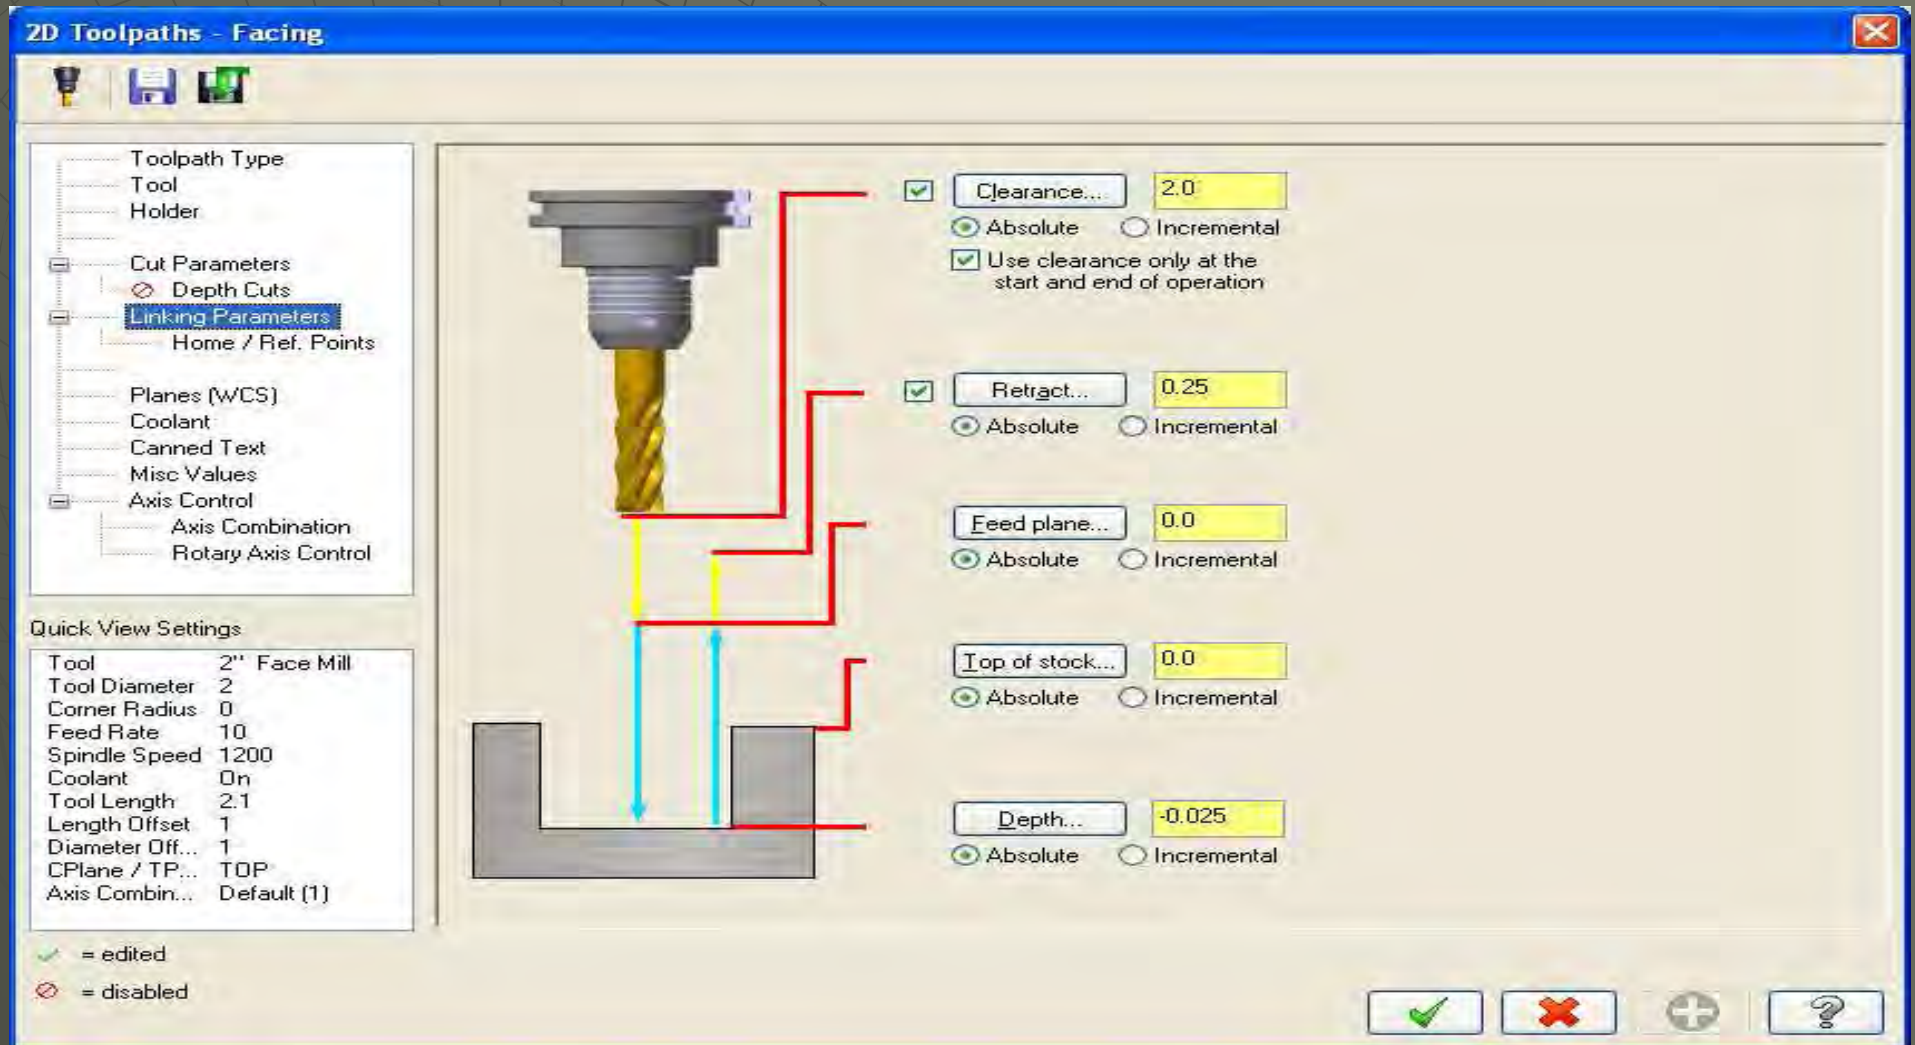 2D Toolpaths - Facing
Toolpath Type
Tool
Holder
Cut Parameters
Depth Cuts
Linking Parameters
Home / Ref. Points
Planes (WCS)
Coolant
Canned Text
Misc Values
Axis Control
Axis Combination
Rotary Axis Control
Quick View Settings
Tool 2'' Face Mill
Tool Diameter 2
Corner Radius 0
Feed Rate 10
Spindle Speed 1200
Coolant On
Tool Length 2.1
Length Offset 1
Diameter Off... 1
CPlane / TP... TOP
Axis Combin... Default (1)
= edited
= disabled
Clearance... 2.0
Absolute Incremental
Use clearance only at the
start and end of operation
Retract... 0.25
Absolute Incremental
Feed plane... 0.0
Absolute Incremental
Top of stock... 0.0
Absolute Incremental
Depth... -0.025
Absolute Incremental